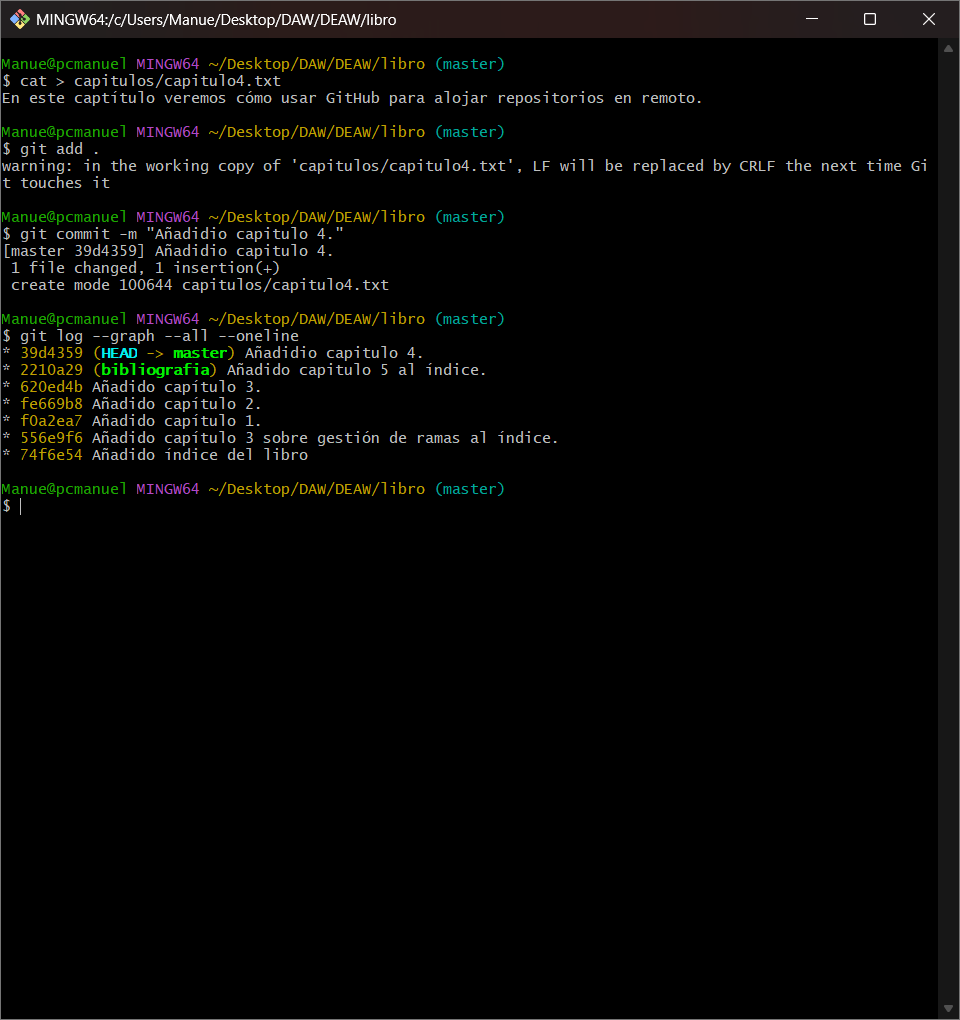 MINGW64:/c/Users/Manue/Desktop/DAW/DEAW/libro
Manue@pcmanuel MINGW64 ~/Desktop/DAW/DEAW/libro (master)
$ cat > capitulos/capitulo4.txt
En este captítulo veremos cómo usar GitHub para alojar repositorios en remoto.
Manue@pcmanuel MINGW64 ~/Desktop/DAW/DEAW/libro (master)
$ git add .
warning: in the working copy of 'capitulos/capitulo4.txt', LF will be replaced by CRLF the next time Gi
t touches it
Manue@pcmanuel MINGW64 ~/Desktop/DAW/DEAW/libro (master)
$ git commit -m "Añadidio capitulo 4."
[master 39d4359] Añadidio capitulo 4.
 1 file changed, 1 insertion(+)
 create mode 100644 capitulos/capitulo4.txt
Manue@pcmanuel MINGW64 ~/Desktop/DAW/DEAW/libro (master)
$ git log --graph --all --oneline
* 39d4359 (HEAD -> master) Añadidio capitulo 4.
* 2210a29 (bibliografia) Añadido capitulo 5 al índice.
* 620ed4b Añadido capítulo 3.
* fe669b8 Añadido capítulo 2.
* f0a2ea7 Añadido capítulo 1.
* 556e9f6 Añadido capítulo 3 sobre gestión de ramas al índice.
* 74f6e54 Añadido índice del libro
Manue@pcmanuel MINGW64 ~/Desktop/DAW/DEAW/libro (master)
$